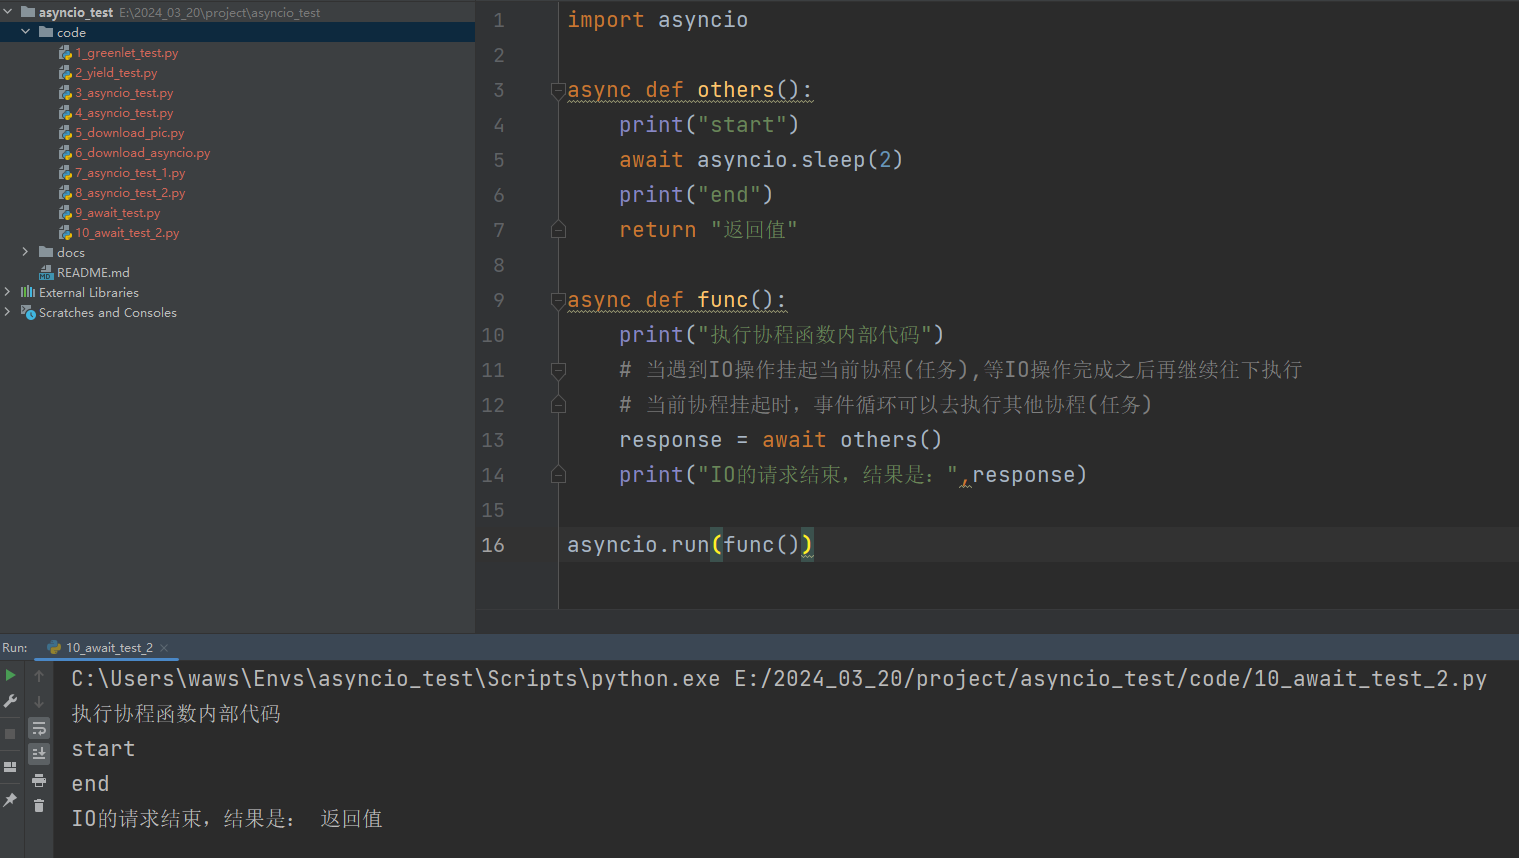 asyncio_test E:\2024_03_20\project\asyncio_test
code
1_greenlet_test.py
2_yield_test.py
3_asyncio_test.py
4_asyncio_test.py
5_download_pic.py
6_download_asyncio.py
7_asyncio_test_1.py
8_asyncio_test_2.py
9_await_test.py
10_await_test_2.py
docs
README.md
External Libraries
Scratches and Consoles
1 import asyncio
2
3 async def others():
4     print("start")
5     await asyncio.sleep(2)
6     print("end")
7     return "返回值"
8
9 async def func():
10     print("执行协程函数内部代码")
11     # 当遇到IO操作挂起当前协程(任务),等IO操作完成之后再继续往下执行
12     # 当前协程挂起时，事件循环可以去执行其他协程(任务)
13     response = await others()
14     print("IO的请求结束，结果是：",response)
15
16 asyncio.run(func())
Run: 10_await_test_2
C:\Users\waws\Envs\asyncio_test\Scripts\python.exe E:/2024_03_20/project/asyncio_test/code/10_await_test_2.py
执行协程函数内部代码
start
end
IO的请求结束，结果是： 返回值